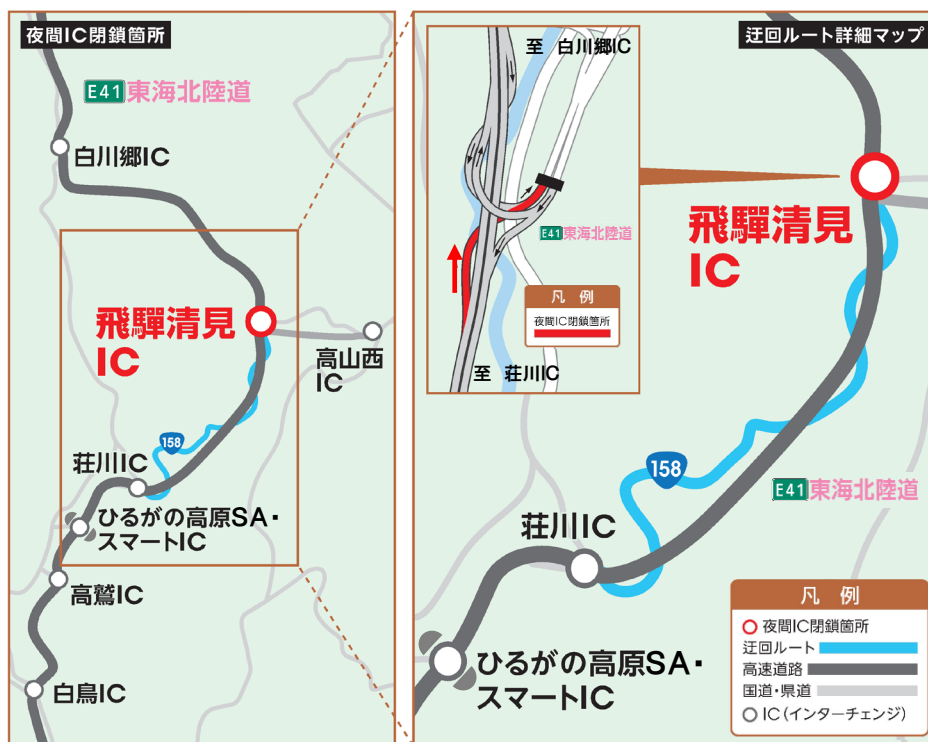 夜間IC閉鎖箇所
E41 東海北陸道
白川郷IC
飛驒清見
IC
高山西
IC
158
荘川IC
ひるがの高原SA・
スマートIC
高鷲IC
白鳥IC
迂回ルート詳細マップ
至 白川郷IC
E41 東海北陸道
凡例
夜間IC閉鎖箇所
至 荘川IC
飛驒清見
IC
158
E41 東海北陸道
荘川IC
ひるがの高原SA・
スマートIC
凡例
夜間IC閉鎖箇所
迂回ルート
高速道路
国道・県道
IC(インターチェンジ)